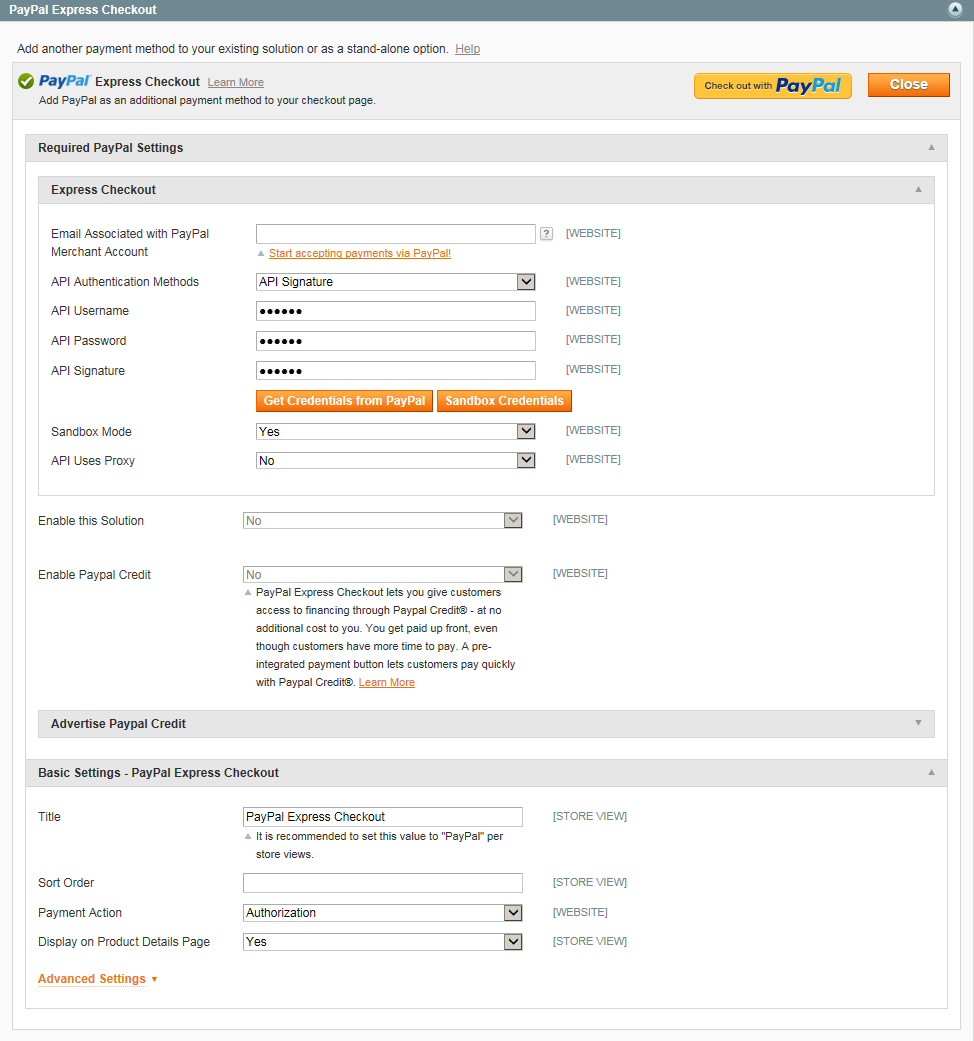 PayPal Express Checkout
Add another payment method to your existing solution or as a stand-alone option. Help
PayPal Express Checkout Learn More
Add PayPal as an additional payment method to your checkout page.
Check out with PayPal
Close
Required PayPal Settings
Express Checkout
Email Associated with PayPal
Merchant Account
? [WEBSITE]
Start accepting payments via PayPal!
API Authentication Methods API Signature [WEBSITE]
API Username •••••• [WEBSITE]
API Password •••••• [WEBSITE]
API Signature •••••• [WEBSITE]
Get Credentials from PayPal Sandbox Credentials
Sandbox Mode Yes [WEBSITE]
API Uses Proxy No [WEBSITE]
Enable this Solution No [WEBSITE]
Enable Paypal Credit No [WEBSITE]
PayPal Express Checkout lets you give customers
access to financing through Paypal Credit® - at no
additional cost to you. You get paid up front, even
though customers have more time to pay. A pre-
integrated payment button lets customers pay quickly
with Paypal Credit®. Learn More
Advertise Paypal Credit
Basic Settings - PayPal Express Checkout
Title PayPal Express Checkout [STORE VIEW]
It is recommended to set this value to "PayPal" per
store views.
Sort Order [STORE VIEW]
Payment Action Authorization [WEBSITE]
Display on Product Details Page Yes [STORE VIEW]
Advanced Settings